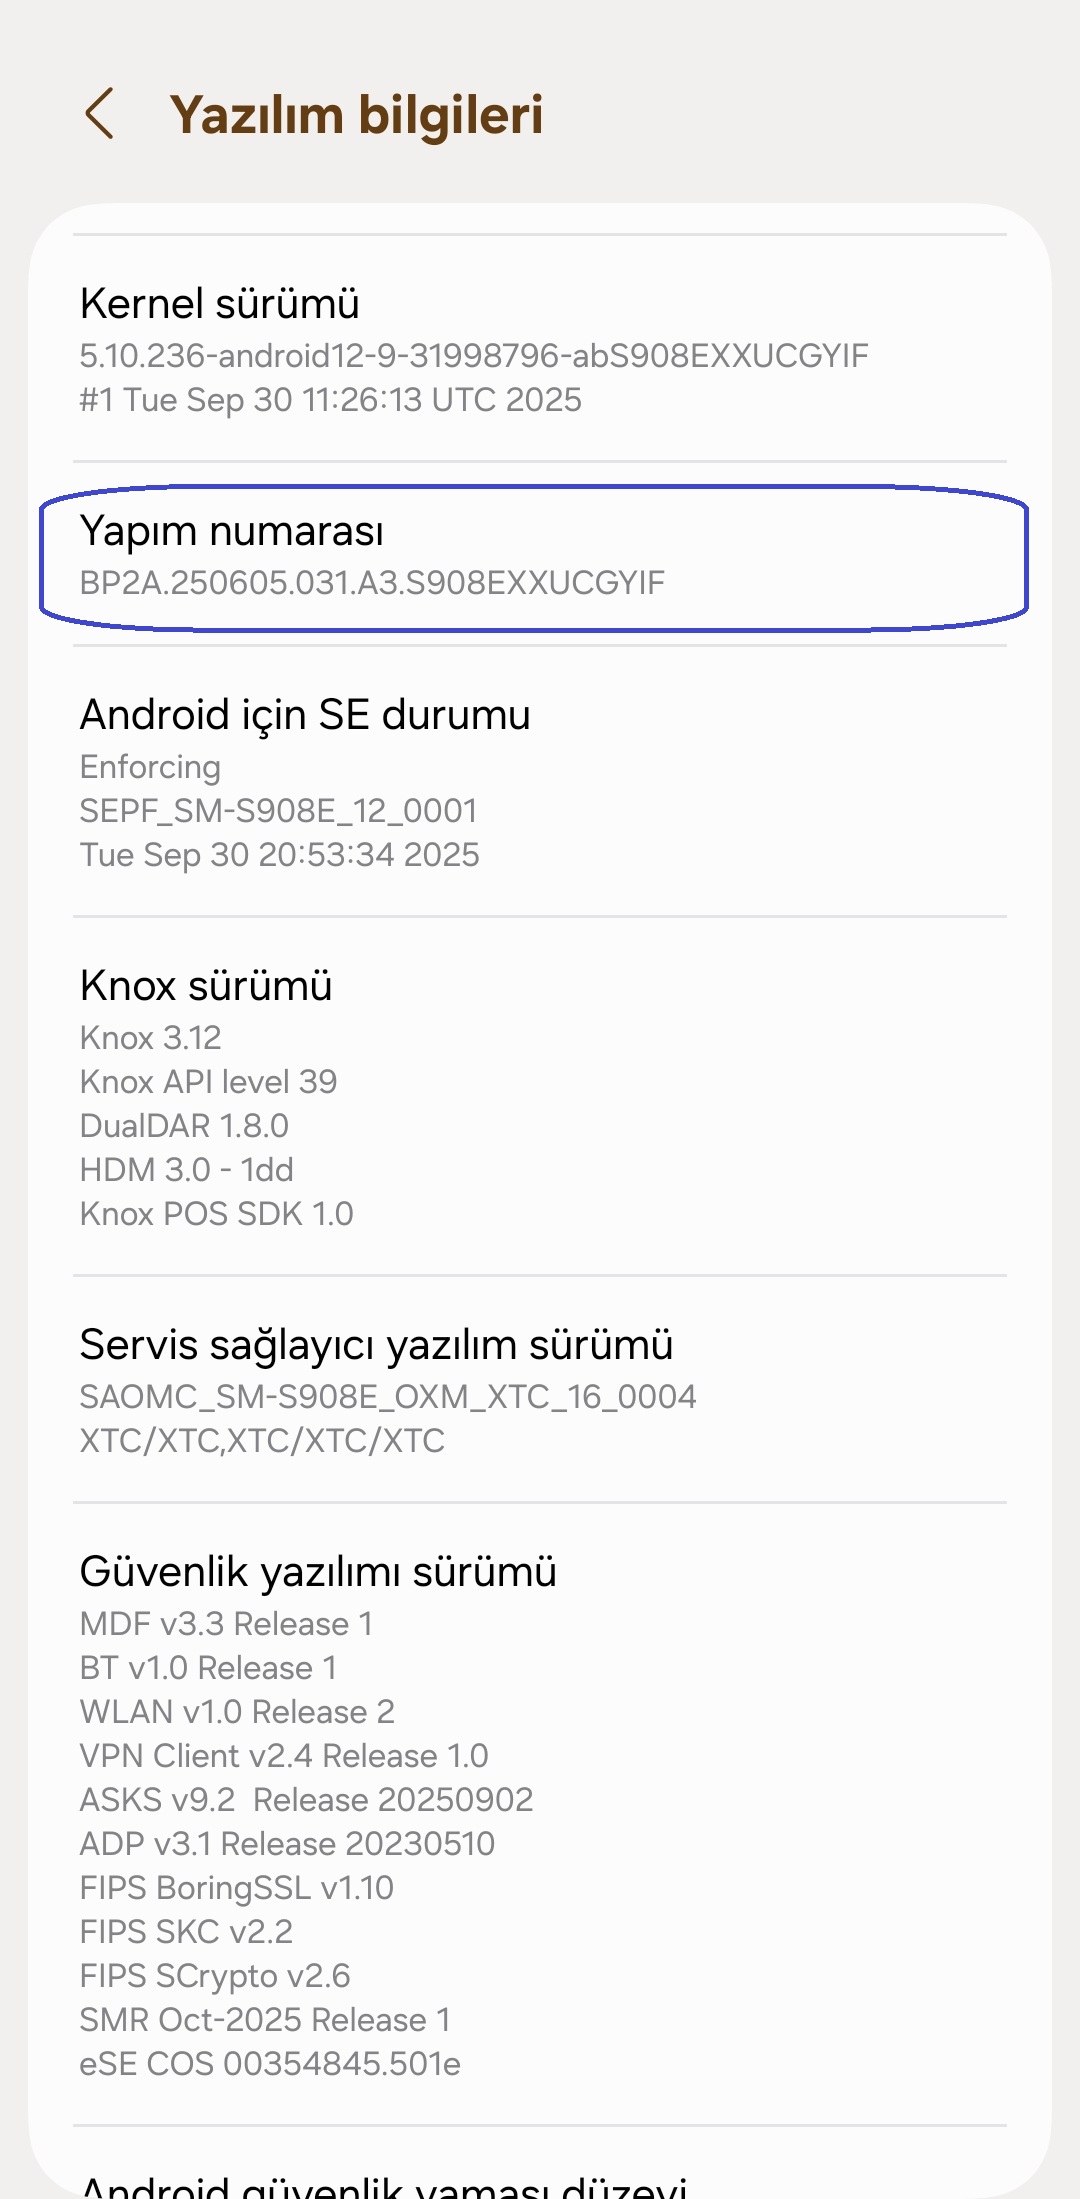 Yazılım bilgileri
Kernel sürümü
5.10.236-android12-9-31998796-abS908EXXUCGYIF
#1 Tue Sep 30 11:26:13 UTC 2025
Yapım numarası
BP2A.250605.031.A3.S908EXXUCGYIF
Android için SE durumu
Enforcing
SEPF_SM-S908E_12_0001
Tue Sep 30 20:53:34 2025
Knox sürümü
Knox 3.12
Knox API level 39
DualDAR 1.8.0
HDM 3.0 - 1dd
Knox POS SDK 1.0
Servis sağlayıcı yazılım sürümü
SAOMC_SM-S908E_OXM_XTC_16_0004
XTC/XTC,XTC/XTC/XTC
Güvenlik yazılımı sürümü
MDF v3.3 Release 1
BT v1.0 Release 1
WLAN v1.0 Release 2
VPN Client v2.4 Release 1.0
ASKS v9.2  Release 20250902
ADP v3.1 Release 20230510
FIPS BoringSSL v1.10
FIPS SKC v2.2
FIPS SCrypto v2.6
SMR Oct-2025 Release 1
eSE COS 00354845.501e
Android güvenlik yaması düzeyi